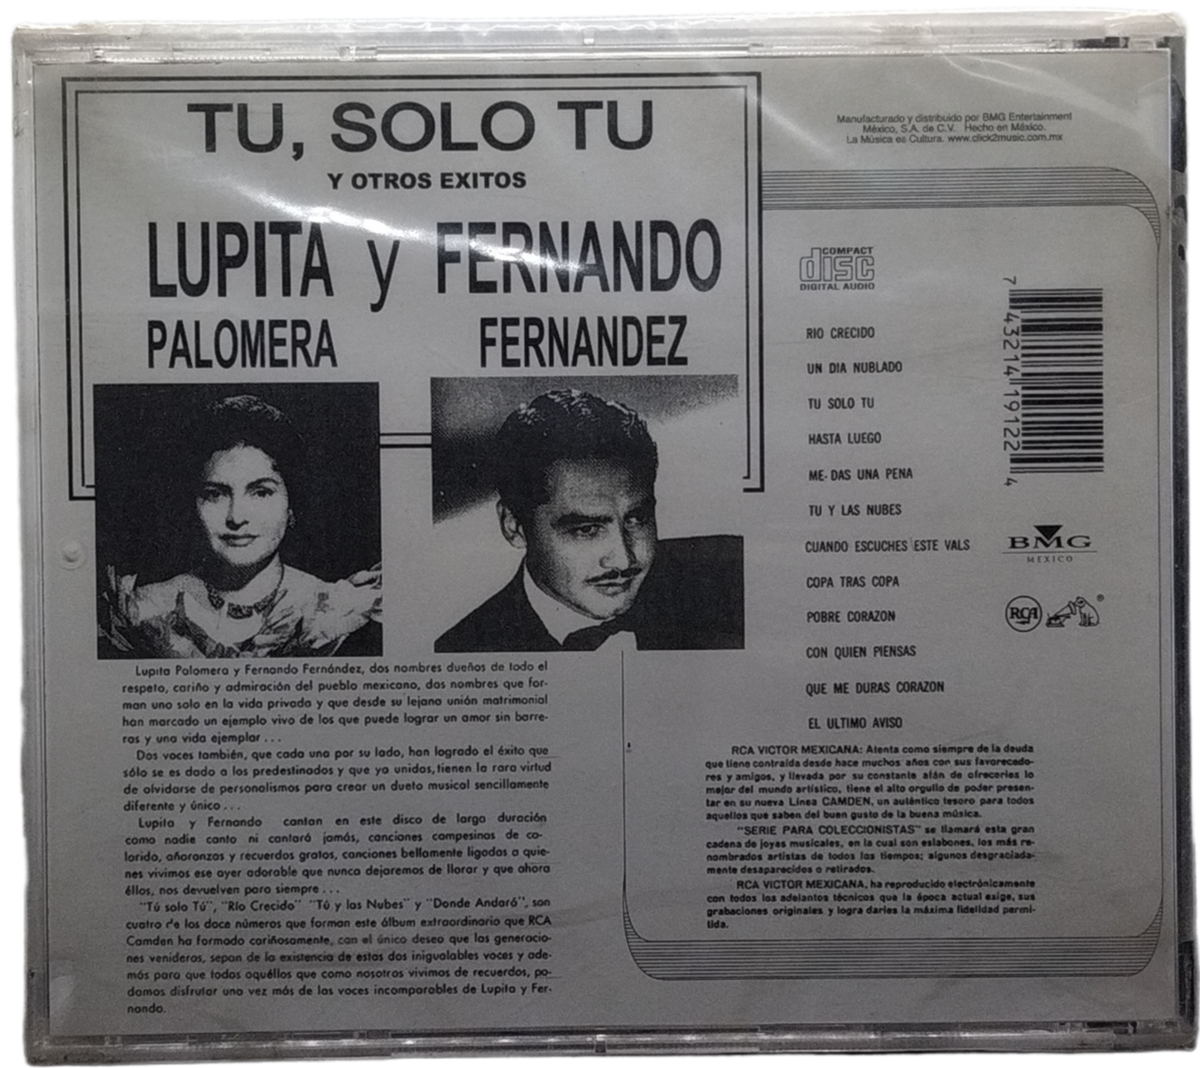 TU, SOLO TU
Y OTROS EXITOS
LUPITA y FERNANDO
PALOMERA FERNANDEZ
Lupita Palomera y Fernando Fernández, dos nombres dueños de todo el
respeto, cariño y admiración del pueblo mexicano, dos nombres que for-
man uno solo en la vida privada y que desde su lejana unión matrimonial
han marcado un ejemplo vivo de los que puede lograr un amor sin barre-
ras y una vida ejemplar . . .
Dos voces también, que cada una por su lado, han logrado el éxito que
sólo se es dado a los predestinados y que ya unidas, tienen la rara virtud
de olvidarse de personalismos para crear un dueto musical sencillamente
diferente y único . . .
Lupita y Fernando cantan en este disco de larga duración
como nadie canto ni cantará jamás, canciones campesinas de co-
lorido, añoranzas y recuerdos gratos, canciones bellamente ligadas a quie-
nes vivimos ese ayer adorable que nunca dejaremos de llorar y que ahora
éllos, nos devuelven para siempre . . .
"Tú solo Tú", "Río Crecido" "Tú y las Nubes" y "Donde Andará", son
cuatro de los doce números que forman este álbum extraordinario que RCA
Camden ha formado cariñosamente, con el único deseo que las generacio-
nes venideras, sepan de la existencia de estas dos inigualables voces y ade-
más para que todos aquéllos que como nosotros vivimos de recuerdos, po-
damos disfrutar una vez más de las voces incomparables de Lupita y Fer-
nando.
Manufacturado y distribuido por BMG Entertainment
México, S.A. de C.V. Hecho en México.
La Música es Cultura. www.click2music.com.mx
COMPACT
disc
DIGITAL AUDIO
RIO CRECIDO
UN DIA NUBLADO
TU SOLO TU
HASTA LUEGO
ME DAS UNA PENA
TU Y LAS NUBES
CUANDO ESCUCHES ESTE VALS
COPA TRAS COPA
POBRE CORAZON
CON QUIEN PIENSAS
QUE ME DURAS CORAZON
EL ULTIMO AVISO
7 43214 19122 4
BMG
MEXICO
RCA ®
RCA VICTOR MEXICANA: Atenta como siempre de la deuda
que tiene contraída desde hace muchos años con sus favorecedo-
res y amigos, y llevada por su constante afán de ofrecerles lo
mejor del mundo artístico, tiene el alto orgullo de poder presen-
tar en su nueva Línea CAMDEN, un auténtico tesoro para todos
aquellos que saben del buen gusto de la buena música.
"SERIE PARA COLECCIONISTAS" se llamará esta gran
cadena de joyas musicales, en la cual son eslabones, los más re-
nombrados artistas de todos los tiempos; algunos desgraciada-
mente desaparecidos o retirados.
RCA VICTOR MEXICANA, ha reproducido electrónicamente
con todos los adelantos técnicos que la época actual exige, sus
grabaciones originales y logra darles la máxima fidelidad permi-
tida.